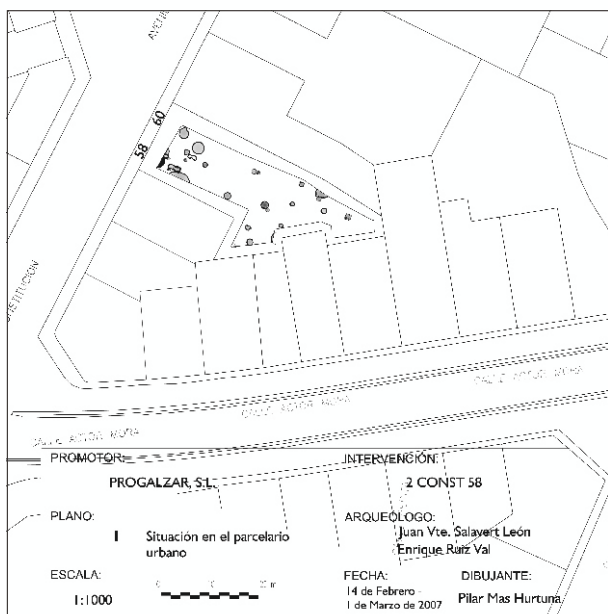 60
58
PROMOTOR:
PROGALZAR, S.L.
INTERVENCIÓN:
2 CONST 58
PLANO:
1 Situación en el parcelario
urbano
ARQUEÓLOGO:
Juan Vte. Salavert León
Enrique Ruiz Val
ESCALA:
1:1000
FECHA:
14 de Febrero -
1 de Marzo de 2007
DIBUJANTE:
Pilar Mas Hurtuna